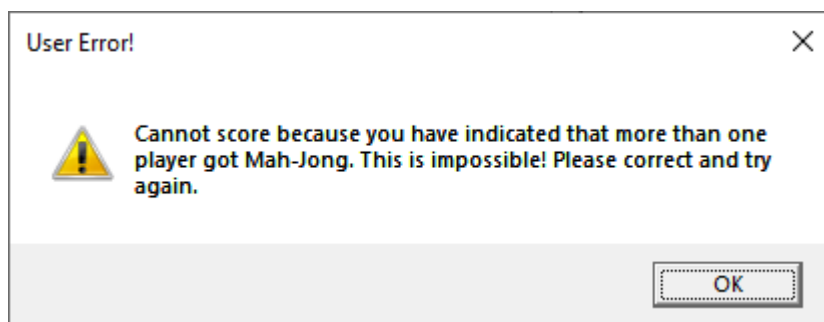 User Error!
Cannot score because you have indicated that more than one
player got Mah-Jong. This is impossible! Please correct and try
again.
OK